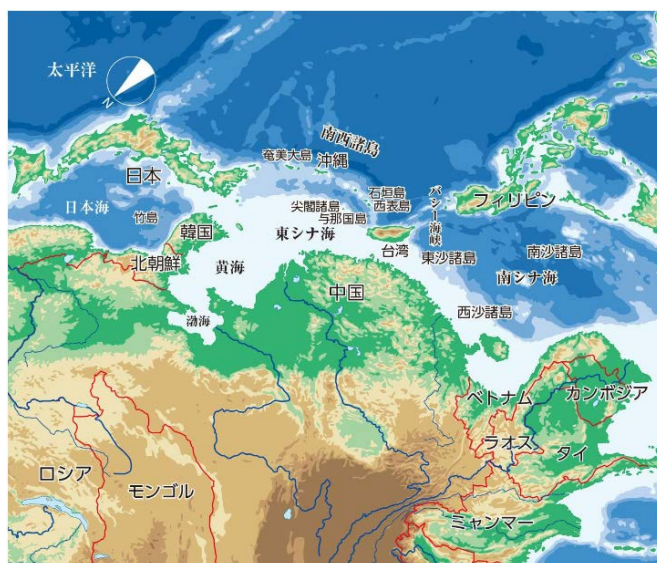 太平洋
N
南西諸島
奄美大島
沖縄
日本
石垣島
西表島
バシー海峡
フィリピン
日本海
竹島
尖閣諸島
与那国島
韓国
東シナ海
北朝鮮
黄海
台湾
東沙諸島
南沙諸島
南シナ海
中国
西沙諸島
渤海
ベトナム
カンボジア
ラオス
タイ
ロシア
モンゴル
ミャンマー